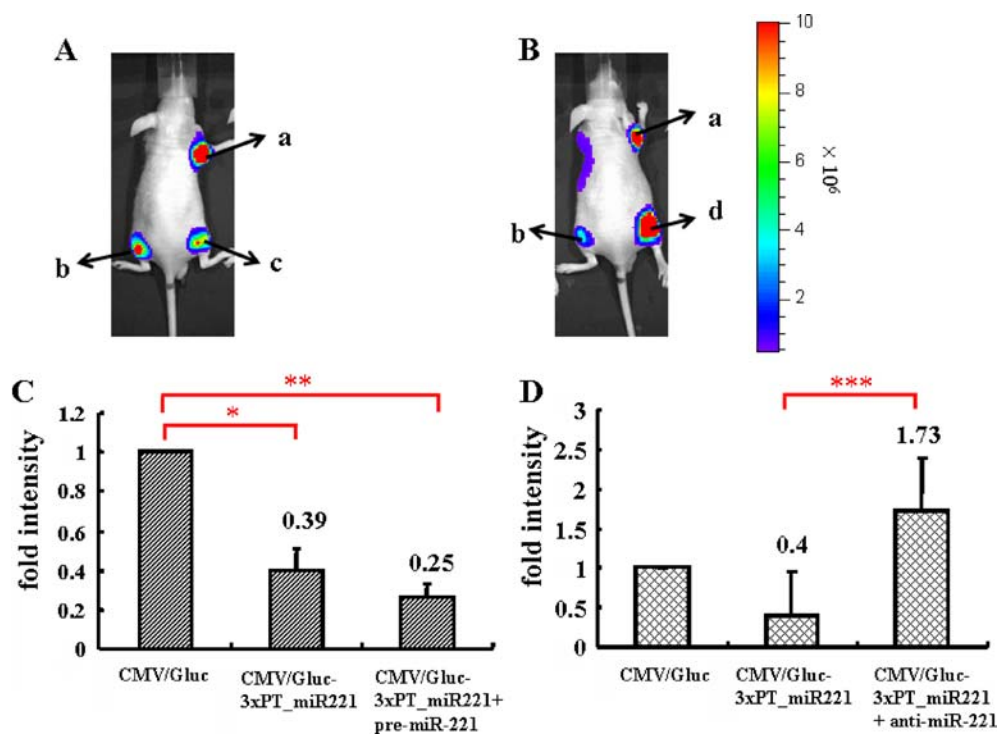 A
B
a
b
c
a
b
d
10
8
6
4
2
× 10⁶
C
**
*
fold intensity
1.2
1
0.8
0.6
0.4
0.2
0
0.39
0.25
CMV/Gluc
CMV/Gluc-
3xPT_miR221
CMV/Gluc-
3xPT_miR221+
pre-miR-221
D
***
fold intensity
3
2.5
2
1.5
1
0.5
0
0.4
1.73
CMV/Gluc
CMV/Gluc-
3xPT_miR221
CMV/Gluc-
3xPT_miR221
+ anti-miR-221